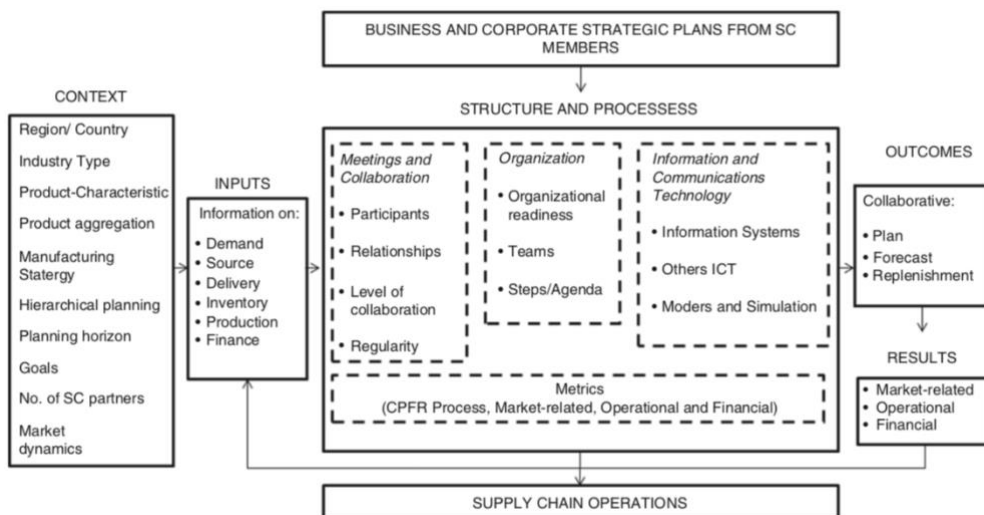 BUSINESS AND CORPORATE STRATEGIC PLANS FROM SC
MEMBERS
CONTEXT
Region/ Country
Industry Type
Product-Characteristic
Product aggregation
Manufacturing
Statergy
Hierarchical planning
Planning horizon
Goals
No. of SC partners
Market
dynamics
INPUTS
Information on:
• Demand
• Source
• Delivery
• Inventory
• Production
• Finance
STRUCTURE AND PROCESSESS
Meetings and
Collaboration
• Participants
• Relationships
• Level of
collaboration
• Regularity
Organization
• Organizational
readiness
• Teams
• Steps/Agenda
Information and
Communications
Technology
• Information Systems
• Others ICT
• Moders and Simulation
Metrics
(CPFR Process, Market-related, Operational and Financial)
OUTCOMES
Collaborative:
• Plan
• Forecast
• Replenishment
RESULTS
• Market-related
• Operational
• Financial
SUPPLY CHAIN OPERATIONS